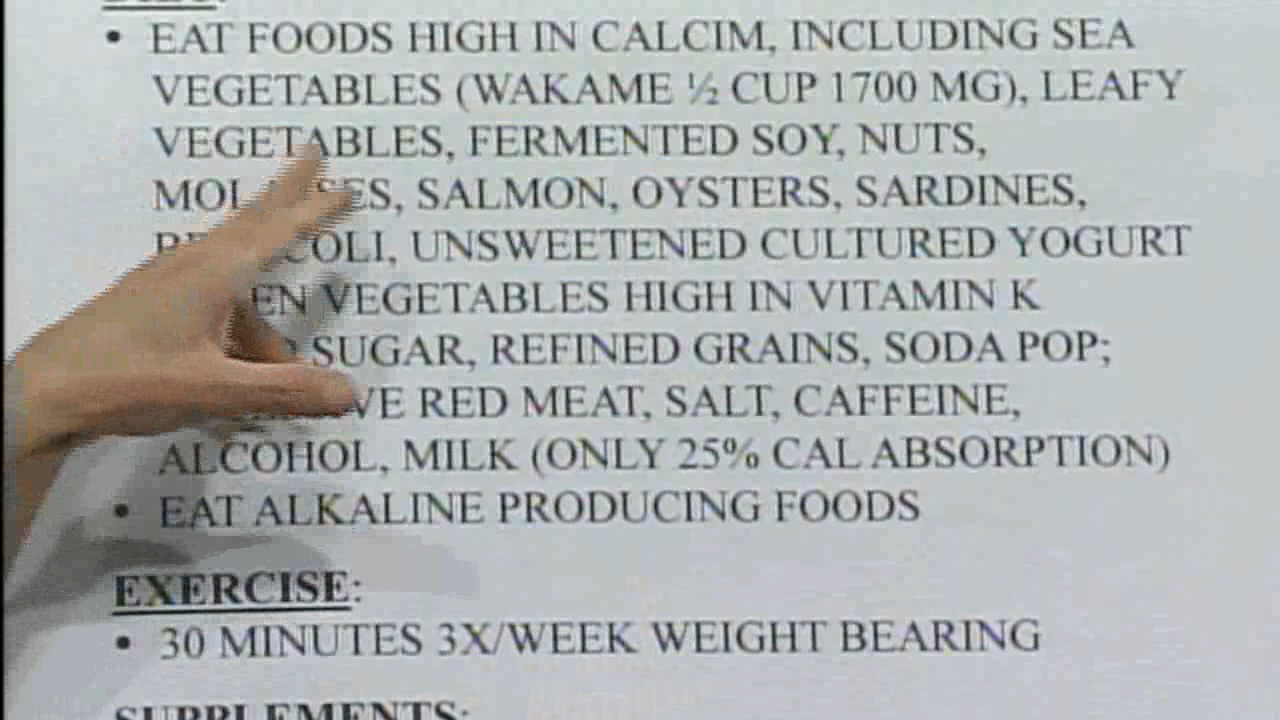 • EAT FOODS HIGH IN CALCIM, INCLUDING SEA
VEGETABLES (WAKAME ½ CUP 1700 MG), LEAFY
VEGETABLES, FERMENTED SOY, NUTS,
SALMON, OYSTERS, SARDINES,
UNSWEETENED CULTURED YOGURT
VEGETABLES HIGH IN VITAMIN K
SUGAR, REFINED GRAINS, SODA POP;
RED MEAT, SALT, CAFFEINE,
ALCOHOL, MILK (ONLY 25% CAL ABSORPTION)
• EAT ALKALINE PRODUCING FOODS
EXERCISE:
• 30 MINUTES 3X/WEEK WEIGHT BEARING
SUPPLEMENTS: